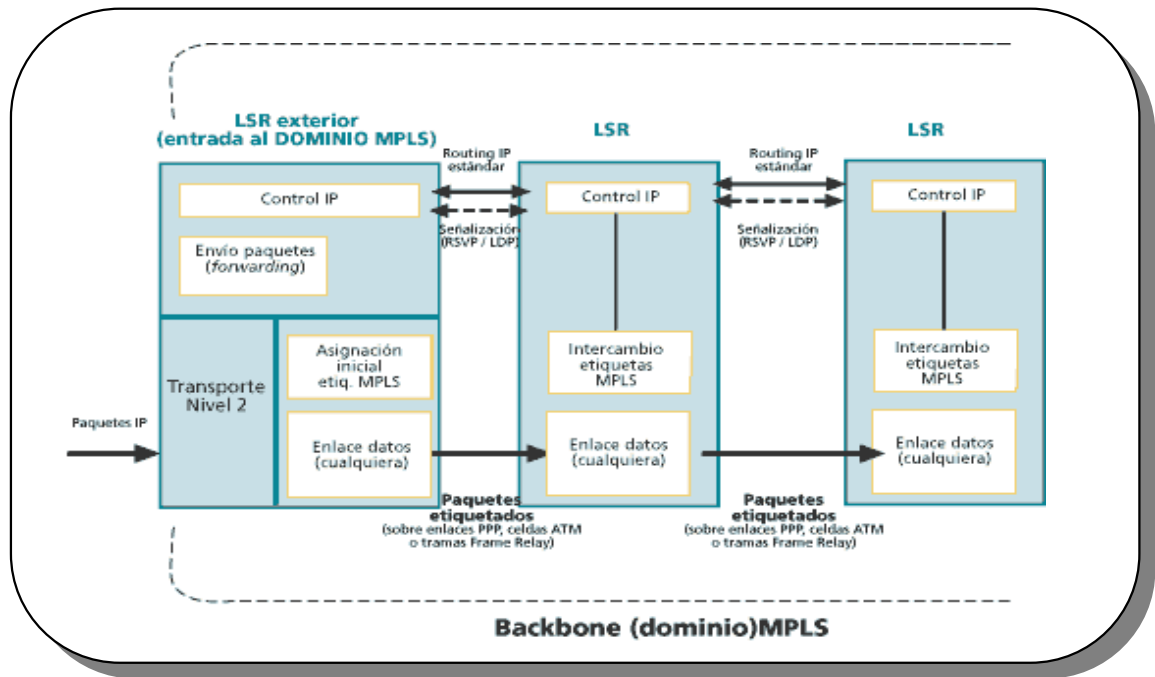 LSR exterior
(entrada al DOMINIO MPLS)
LSR
LSR
Routing IP
estándar
Routing IP
estándar
Control IP
Control IP
Control IP
Señalización
(RSVP / LDP)
Señalización
(RSVP / LDP)
Envío paquetes
(forwarding)
Asignación
inicial
etiq. MPLS
Intercambio
etiquetas
MPLS
Intercambio
etiquetas
MPLS
Transporte
Nivel 2
Paquetes IP
Enlace datos
(cualquiera)
Enlace datos
(cualquiera)
Enlace datos
(cualquiera)
Paquetes
etiquetados
(sobre enlaces PPP, celdas ATM
o tramas Frame Relay)
Paquetes
etiquetados
(sobre enlaces PPP, celdas ATM
o tramas Frame Relay)
Backbone (dominio)MPLS